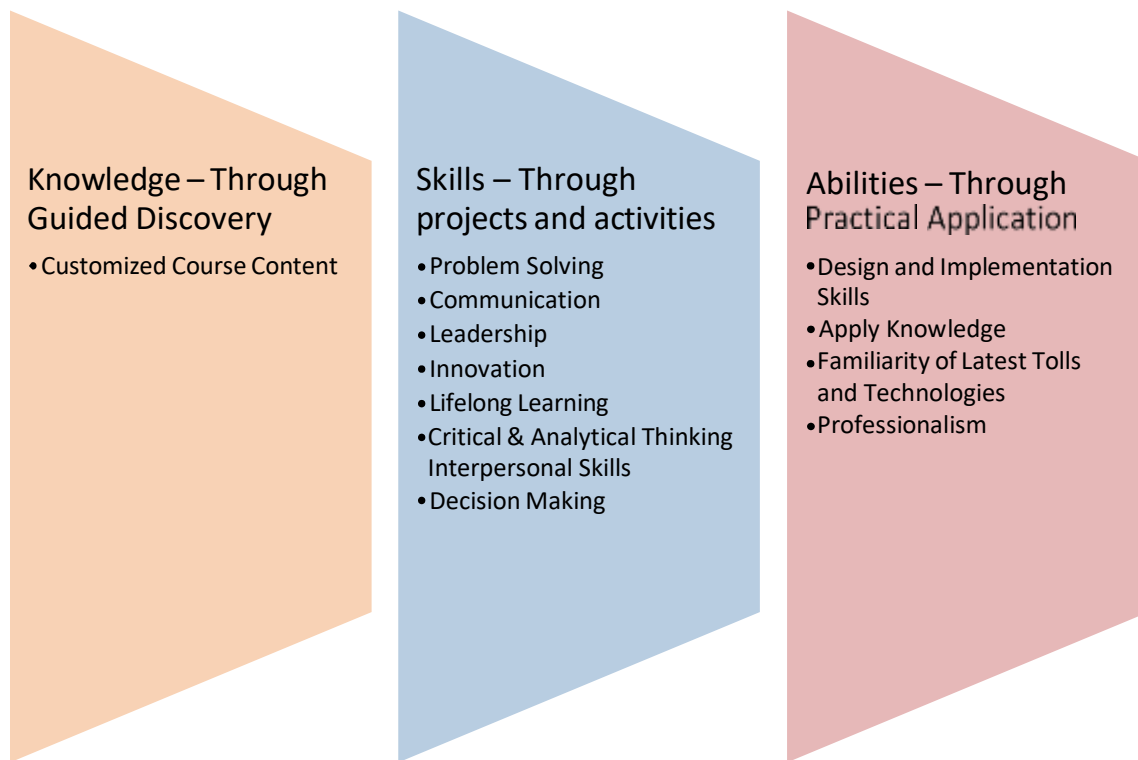 Knowledge – Through
Guided Discovery
•Customized Course Content
Skills – Through
projects and activities
•Problem Solving
•Communication
•Leadership
•Innovation
•Lifelong Learning
•Critical & Analytical Thinking
Interpersonal Skills
•Decision Making
Abilities – Through
Practical Application
•Design and Implementation
Skills
•Apply Knowledge
•Familiarity of Latest Tolls
and Technologies
•Professionalism